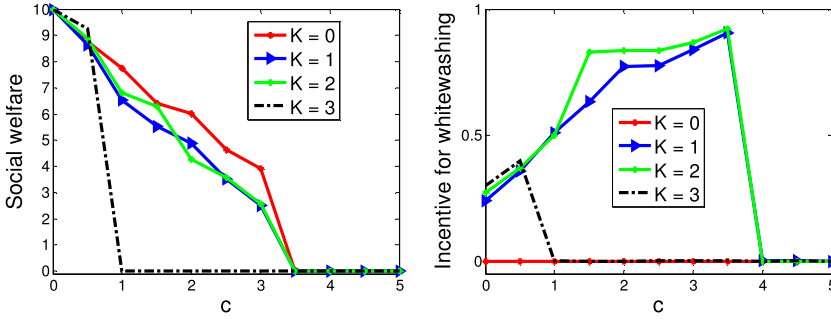 10
9
8
7
6
5
4
3
2
1
0
0 1 2 3 4 5
Social welfare
c
K = 0
K = 1
K = 2
K = 3
1
0.5
0
0 1 2 3 4 5
Incentive for whitewashing
c
K = 0
K = 1
K = 2
K = 3